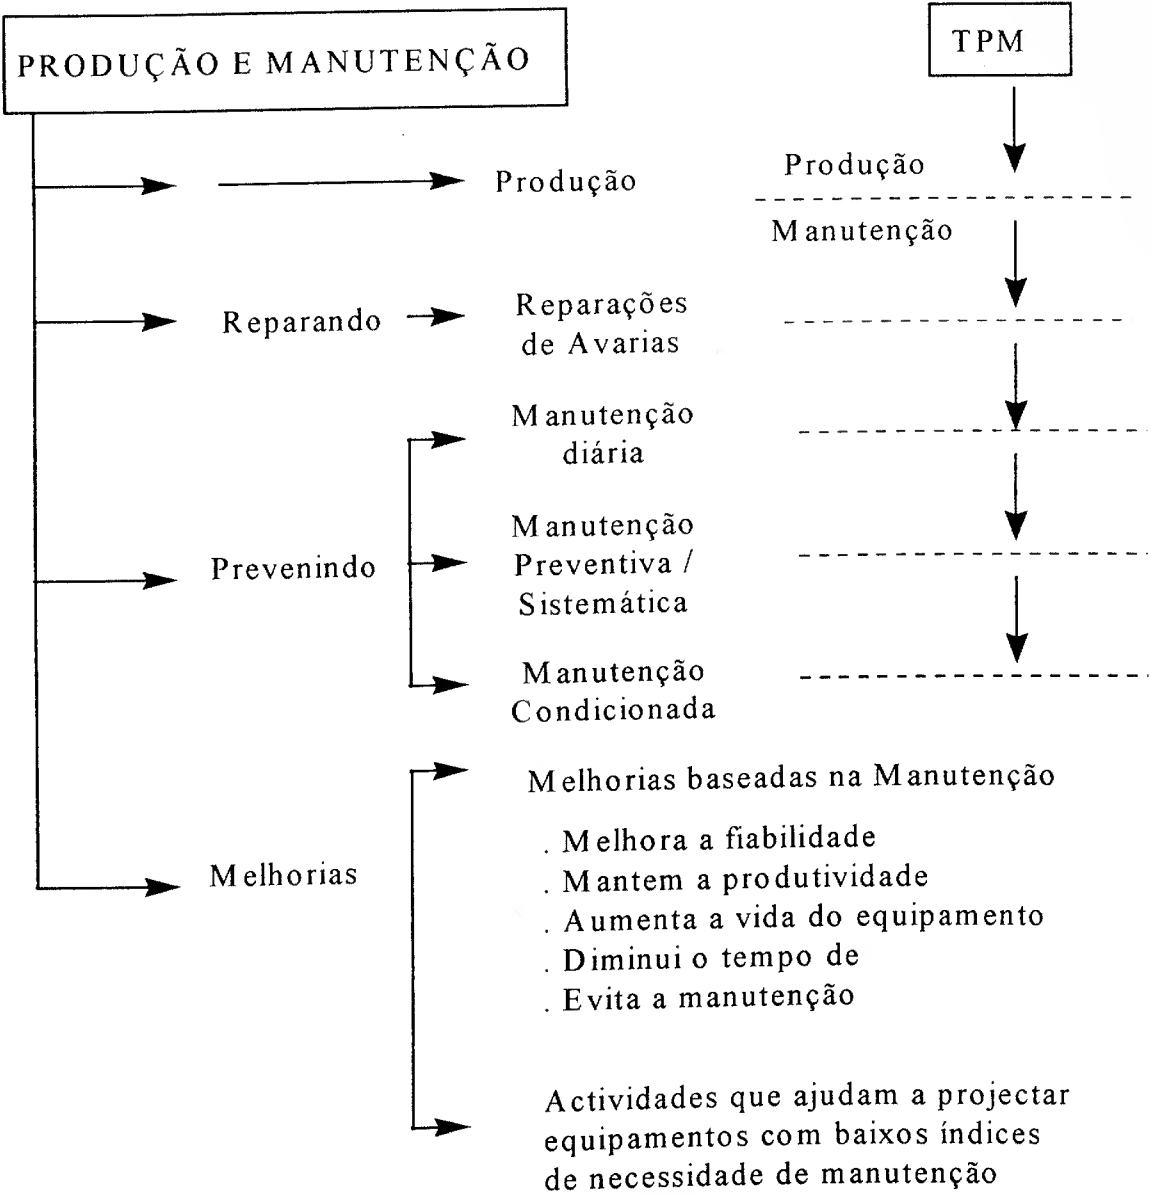 PRODUÇÃO E MANUTENÇÃO
TPM
Produção
Produção
Manutenção
Reparando
Reparações
de Avarias
Manutenção
diária
Prevenindo
Manutenção
Preventiva /
Sistemática
Manutenção
Condicionada
Melhorias
Melhorias baseadas na Manutenção
. Melhora a fiabilidade
. Mantem a produtividade
. Aumenta a vida do equipamento
. Diminui o tempo de
. Evita a manutenção
Actividades que ajudam a projectar
equipamentos com baixos índices
de necessidade de manutenção